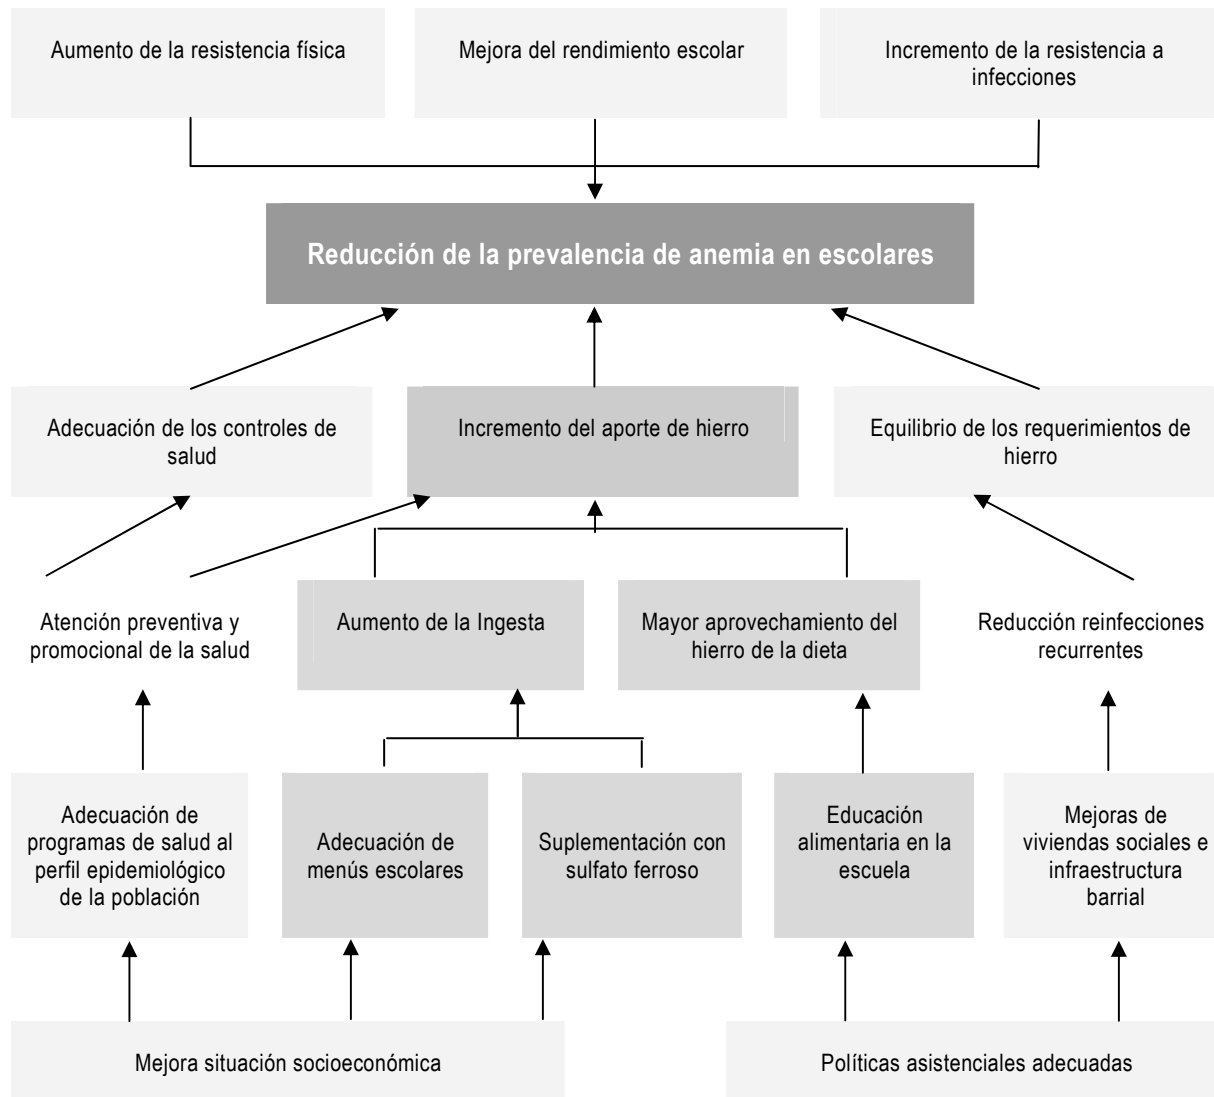 Aumento de la resistencia física
Mejora del rendimiento escolar
Incremento de la resistencia a
infecciones
Reducción de la prevalencia de anemia en escolares
Adecuación de los controles de
salud
Incremento del aporte de hierro
Equilibrio de los requerimientos de
hierro
Atención preventiva y
promocional de la salud
Aumento de la Ingesta
Mayor aprovechamiento del
hierro de la dieta
Reducción reinfecciones
recurrentes
Adecuación de
programas de salud al
perfil epidemiológico
de la población
Adecuación de
menús escolares
Suplementación con
sulfato ferroso
Educación
alimentaria en la
escuela
Mejoras de
viviendas sociales e
infraestructura
barrial
Mejora situación socioeconómica
Políticas asistenciales adecuadas